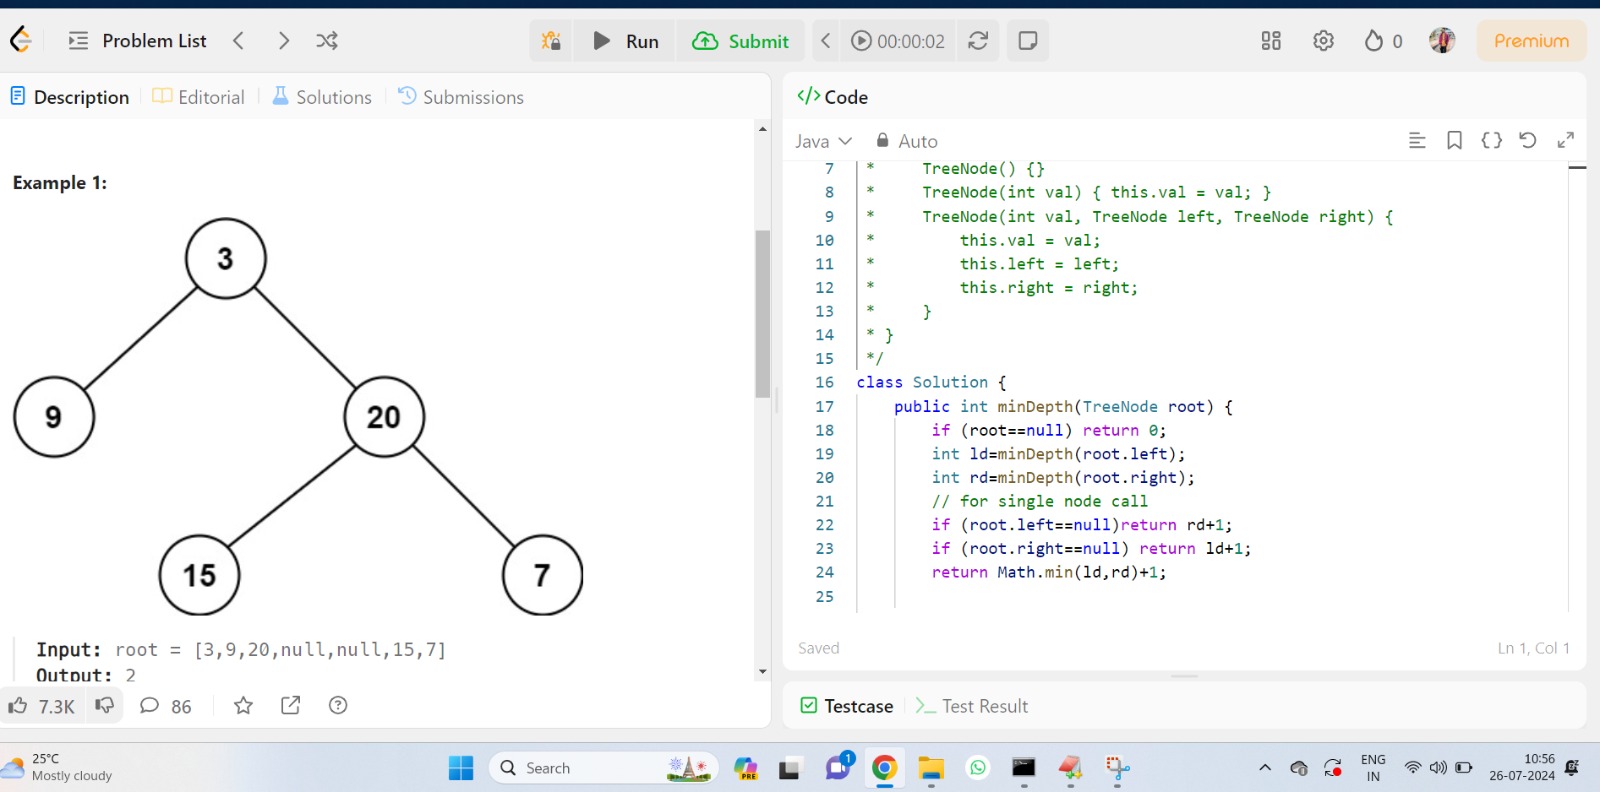 Problem List
Run
Submit
00:00:02
0
Premium
Description
Editorial
Solutions
Submissions
Example 1:
3
9
20
15
7
Input: root = [3,9,20,null,null,15,7]
Output: 2
7.3K
86
</> Code
Java
Auto
7 * TreeNode() {}
8 * TreeNode(int val) { this.val = val; }
9 * TreeNode(int val, TreeNode left, TreeNode right) {
10 * this.val = val;
11 * this.left = left;
12 * this.right = right;
13 * }
14 * }
15 */
16 class Solution {
17 public int minDepth(TreeNode root) {
18 if (root==null) return 0;
19 int ld=minDepth(root.left);
20 int rd=minDepth(root.right);
21 // for single node call
22 if (root.left==null)return rd+1;
23 if (root.right==null) return ld+1;
24 return Math.min(ld,rd)+1;
25
Saved
Ln 1, Col 1
Testcase
Test Result
25°C
Mostly cloudy
Search
PRE
1
ENG
IN
10:56
26-07-2024